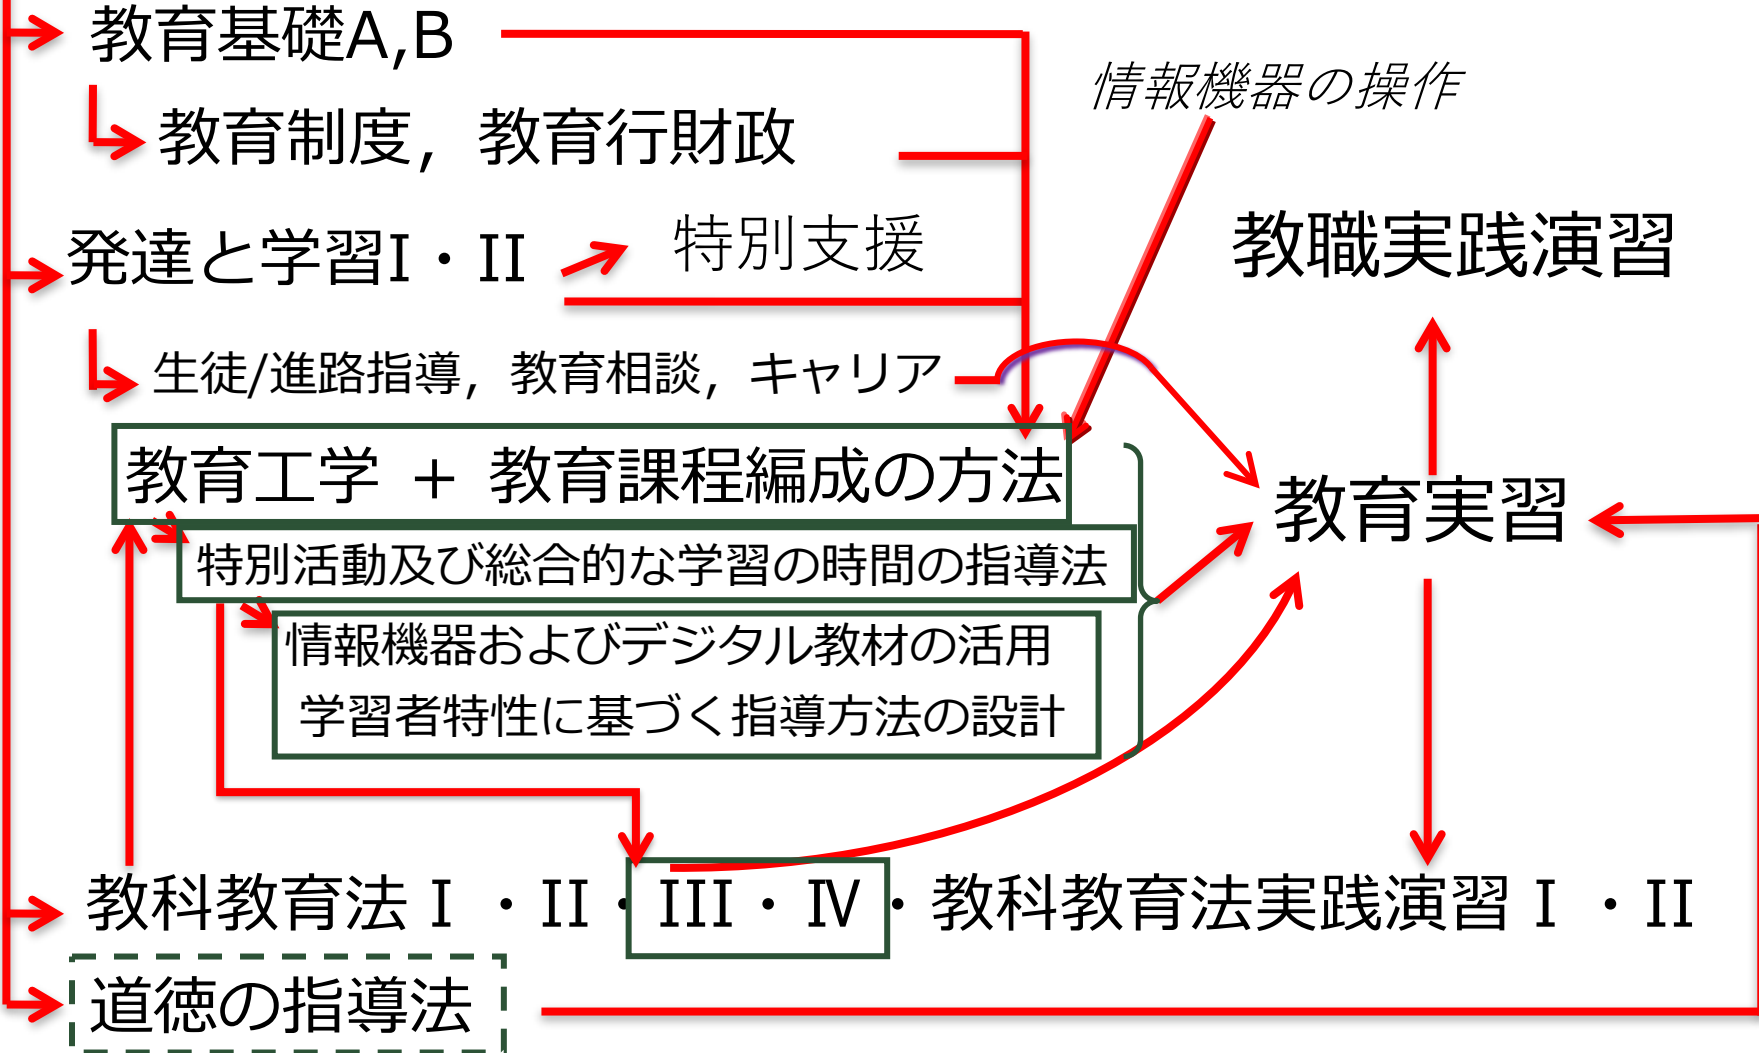 教育基礎A,B
情報機器の操作
教育制度，教育行財政
発達と学習I・II
特別支援
教職実践演習
生徒/進路指導，教育相談，キャリア
教育工学 + 教育課程編成の方法
教育実習
特別活動及び総合的な学習の時間の指導法
情報機器およびデジタル教材の活用
学習者特性に基づく指導方法の設計
教科教育法Ｉ・II・III・Ⅳ・教科教育法実践演習Ｉ・II
道徳の指導法